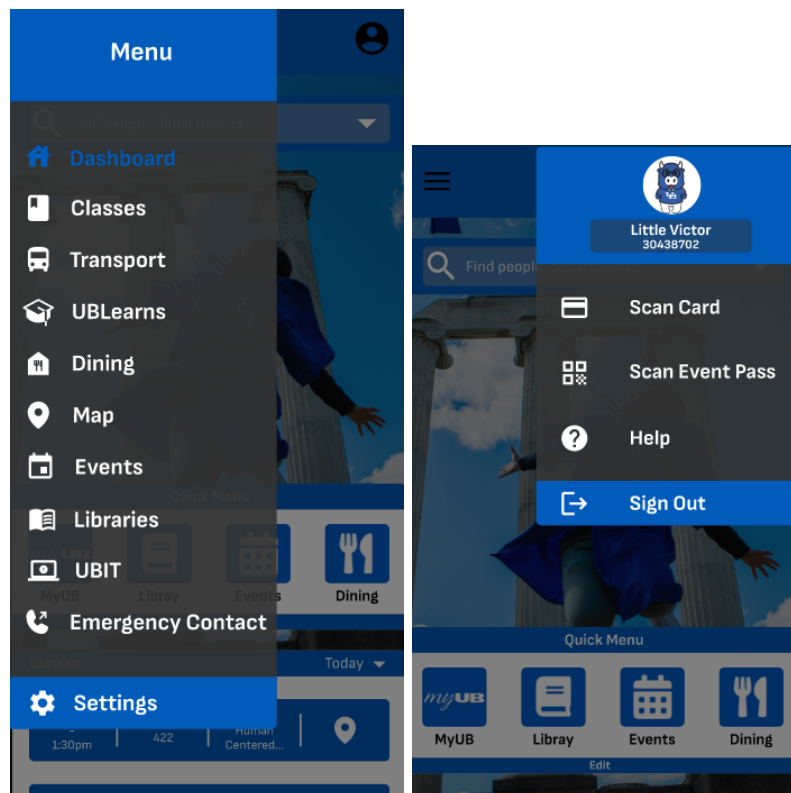 Menu
Dashboard
Classes
Transport
UBLearns
Dining
Map
Events
Libraries
UBIT
Emergency Contact
Settings
Quick Menu
MyUB
Libray
Events
Dining
Classes
Today
1:30pm
422
Human
Centered...
Little Victor
30438702
Find peopl
Scan Card
Scan Event Pass
Help
Sign Out
Quick Menu
myUB
MyUB
Libray
Events
Dining
Edit